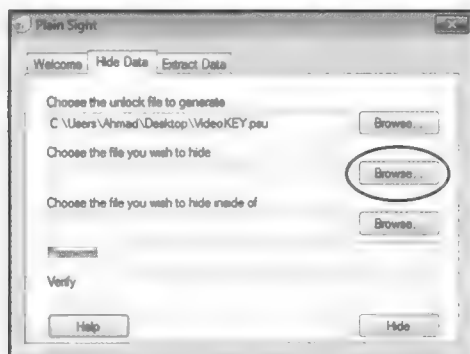 Plain Sight
Welcome Hide Data Extract Data
Choose the unlock file to generate
C:\Users\Ahmad\Desktop\VideoKEY.psu Browse...
Choose the file you wish to hide
Browse...
Choose the file you wish to hide inside of
Browse...
Password
Verify
Help Hide